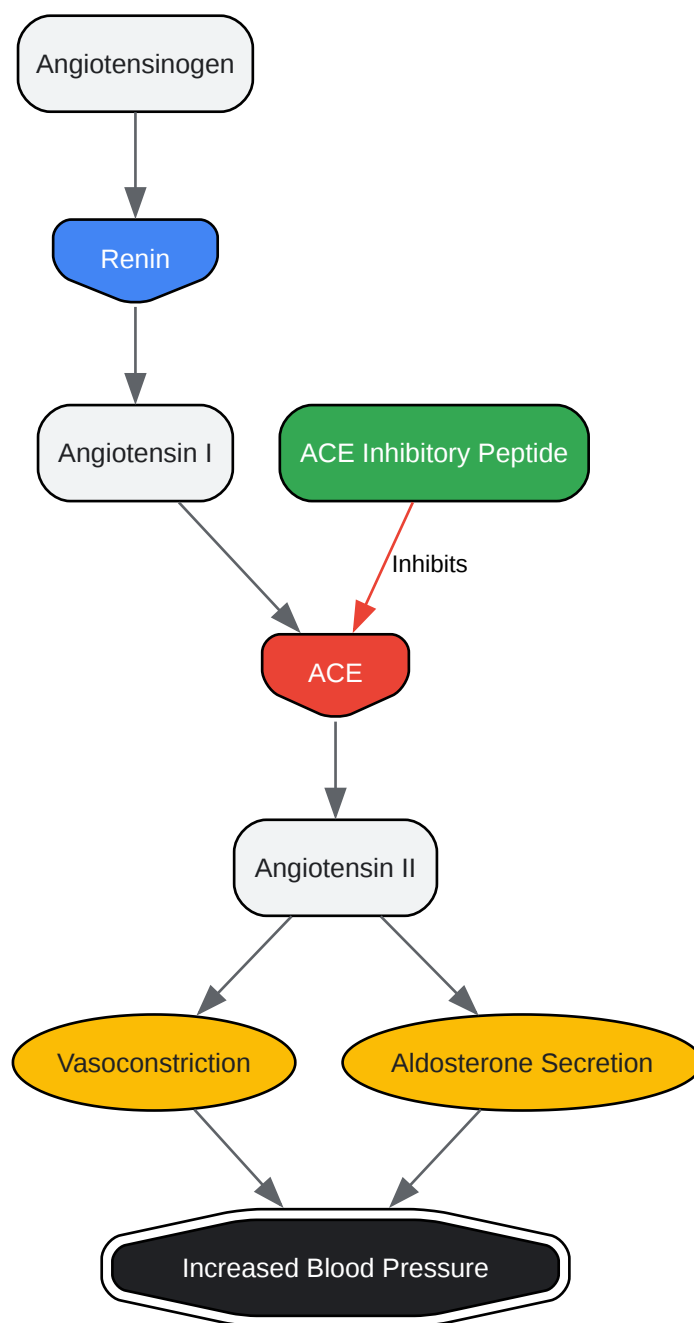 Angiotensinogen
Renin
Angiotensin I
ACE Inhibitory Peptide
Inhibits
ACE
Angiotensin II
Vasoconstriction
Aldosterone Secretion
Increased Blood Pressure